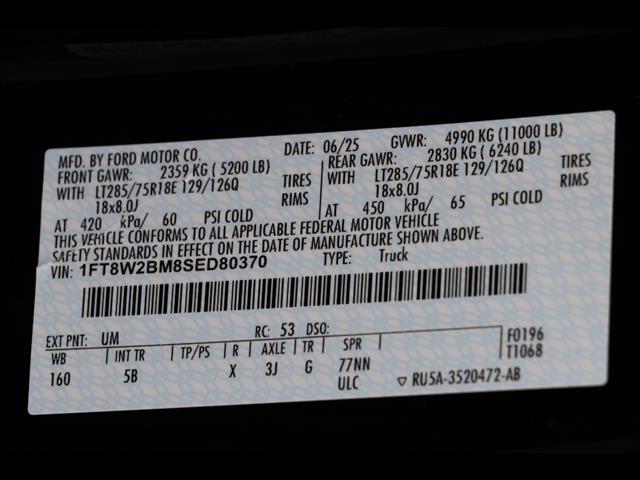 MFD. BY FORD MOTOR CO.
DATE: 06/25 GVWR: 4990 KG (11000 LB)
FRONT GAWR: 2359 KG ( 5200 LB) REAR GAWR: 2830 KG ( 6240 LB)
WITH LT285/75R18E 129/126Q TIRES WITH LT285/75R18E 129/126Q TIRES
18x8.0J RIMS 18x8.0J RIMS
AT 420 kPa/ 60 PSI COLD AT 450 kPa/ 65 PSI COLD
THIS VEHICLE CONFORMS TO ALL APPLICABLE FEDERAL MOTOR VEHICLE
SAFETY STANDARDS IN EFFECT ON THE DATE OF MANUFACTURE SHOWN ABOVE.
VIN: 1FT8W2BM8SED80370 TYPE: Truck
EXT PNT: UM RC: 53 DSO:
WB INT TR TP/PS R AXLE TR SPR F0196
160 5B X 3J G 77NN T1068
ULC ▽ RU5A-3520472-AB